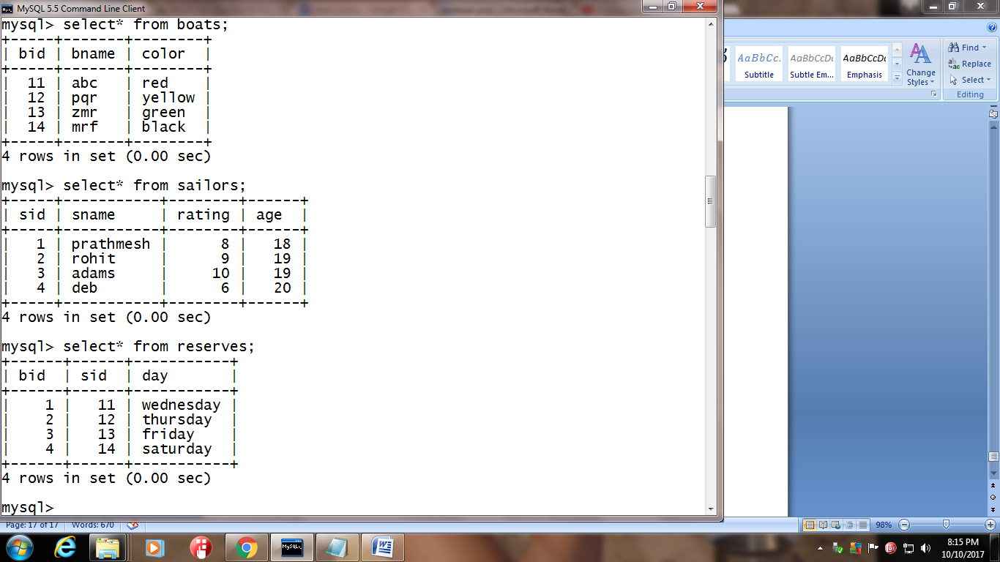 MySQL 5.5 Command Line Client
mysql> select* from boats;
+-----+-------+--------+
| bid | bname | color  |
+-----+-------+--------+
|  11 | abc   | red    |
|  12 | pqr   | yellow |
|  13 | zmr   | green  |
|  14 | mrf   | black  |
+-----+-------+--------+
4 rows in set (0.00 sec)
mysql> select* from sailors;
+-----+-----------+--------+------+
| sid | sname     | rating | age  |
+-----+-----------+--------+------+
|   1 | prathmesh |      8 |   18 |
|   2 | rohit     |      9 |   19 |
|   3 | adams     |     10 |   19 |
|   4 | deb       |      6 |   20 |
+-----+-----------+--------+------+
4 rows in set (0.00 sec)
mysql> select* from reserves;
+------+------+-----------+
| bid  | sid  | day       |
+------+------+-----------+
|    1 |   11 | wednesday |
|    2 |   12 | thursday  |
|    3 |   13 | friday    |
|    4 |   14 | saturday  |
+------+------+-----------+
4 rows in set (0.00 sec)
mysql>
AaBbCc. AaBbCcDc AaBbCcDc
Subtitle Subtle Em... Emphasis
Change
Styles
Find
Replace
Select
Editing
Page: 17 of 17 Words: 670
98%
MySQL
8:15 PM
10/10/2017